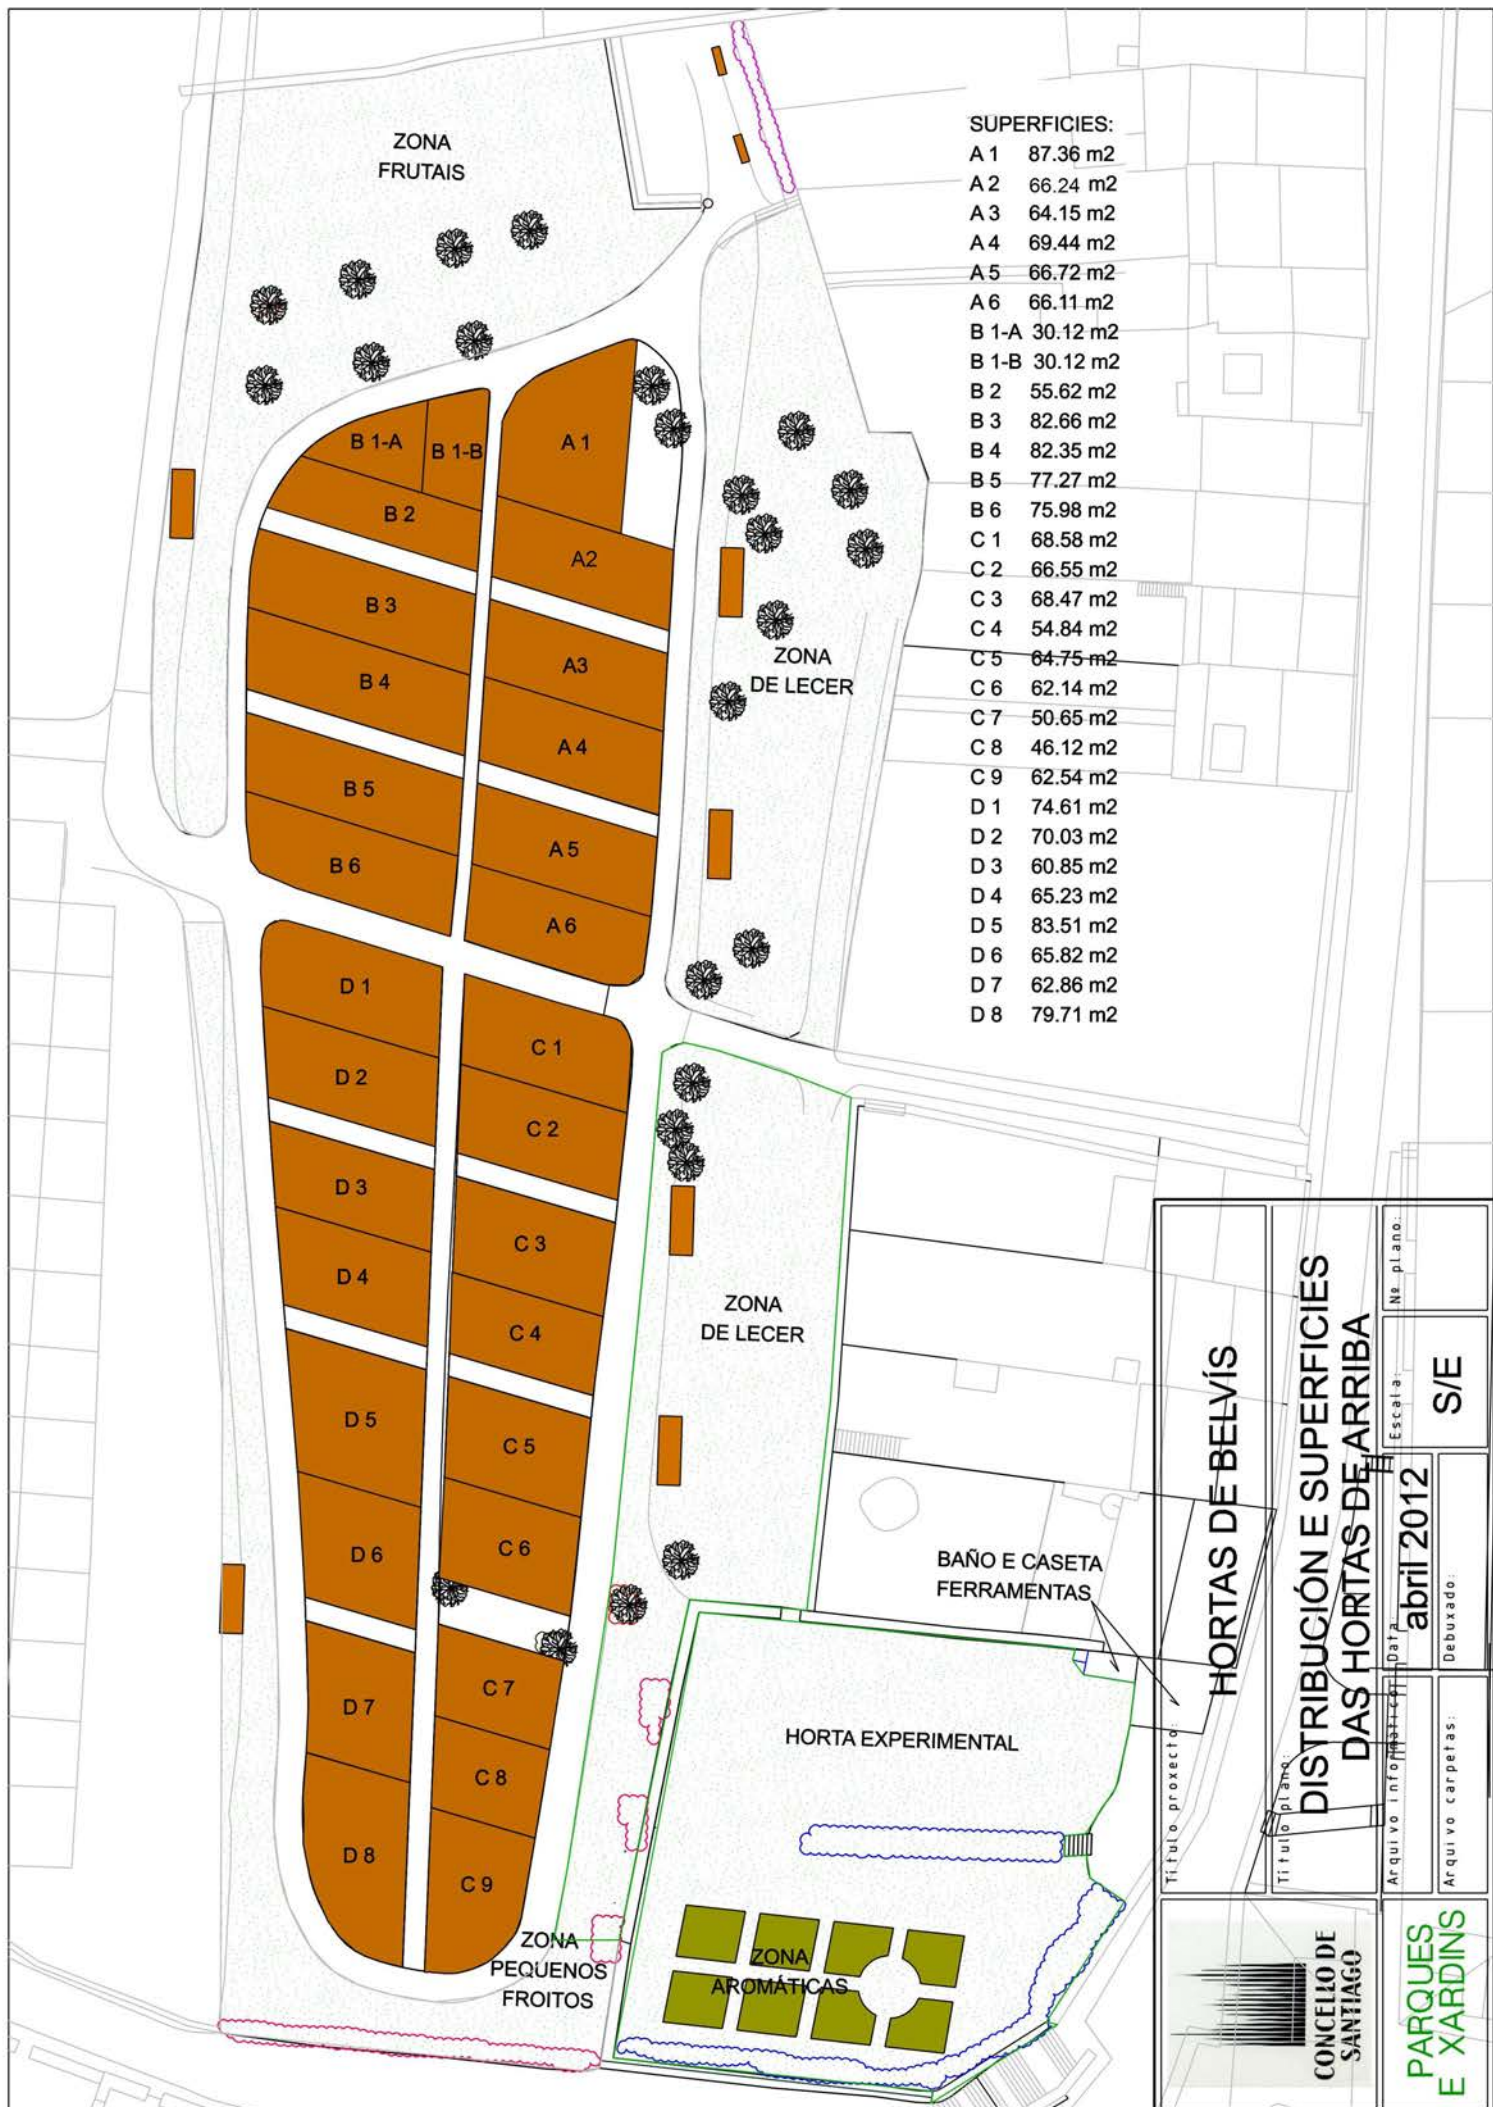 ZONA
FRUTAIS
SUPERFICIES:
A 1 87.36 m2
A 2 66.24 m2
A 3 64.15 m2
A 4 69.44 m2
A 5 66.72 m2
A 6 66.11 m2
B 1-A 30.12 m2
B 1-B 30.12 m2
B 2 55.62 m2
B 3 82.66 m2
B 4 82.35 m2
B 5 77.27 m2
B 6 75.98 m2
C 1 68.58 m2
C 2 66.55 m2
C 3 68.47 m2
C 4 54.84 m2
C 5 64.75 m2
C 6 62.14 m2
C 7 50.65 m2
C 8 46.12 m2
C 9 62.54 m2
D 1 74.61 m2
D 2 70.03 m2
D 3 60.85 m2
D 4 65.23 m2
D 5 83.51 m2
D 6 65.82 m2
D 7 62.86 m2
D 8 79.71 m2
B 1-A
B 1-B
A 1
B 2
A2
B 3
A3
B 4
A 4
B 5
A 5
B 6
A 6
ZONA
DE LECER
D 1
C 1
D 2
C 2
D 3
C 3
D 4
C 4
D 5
C 5
D 6
C 6
D 7
C 7
D 8
C 8
C 9
ZONA
DE LECER
BAÑO E CASETA
FERRAMENTAS
HORTA EXPERIMENTAL
ZONA
PEQUENOS
FROITOS
ZONA
AROMÁTICAS
Título proxecto:
HORTAS DE BELVÍS
Título plano:
DISTRIBUCIÓN E SUPERFICIES
DAS HORTAS DE ARRIBA
Arquivo informático:
Data:
abril 2012
Escala:
S/E
Nº plano:
Arquivo carpetas:
Debuxado:
CONCELLO DE
SANTIAGO
PARQUES
E XARDINS